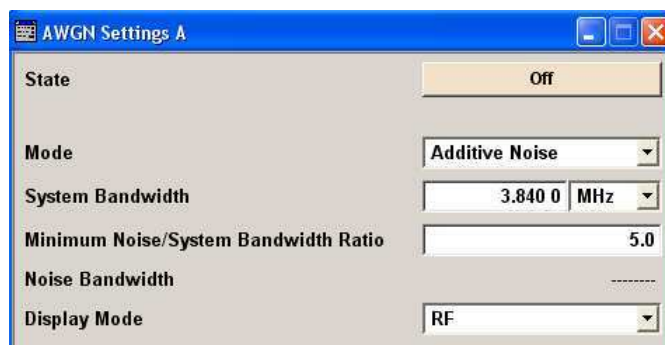 AWGN Settings A
State Off
Mode Additive Noise
System Bandwidth 3.840 0 MHz
Minimum Noise/System Bandwidth Ratio 5.0
Noise Bandwidth --------
Display Mode RF